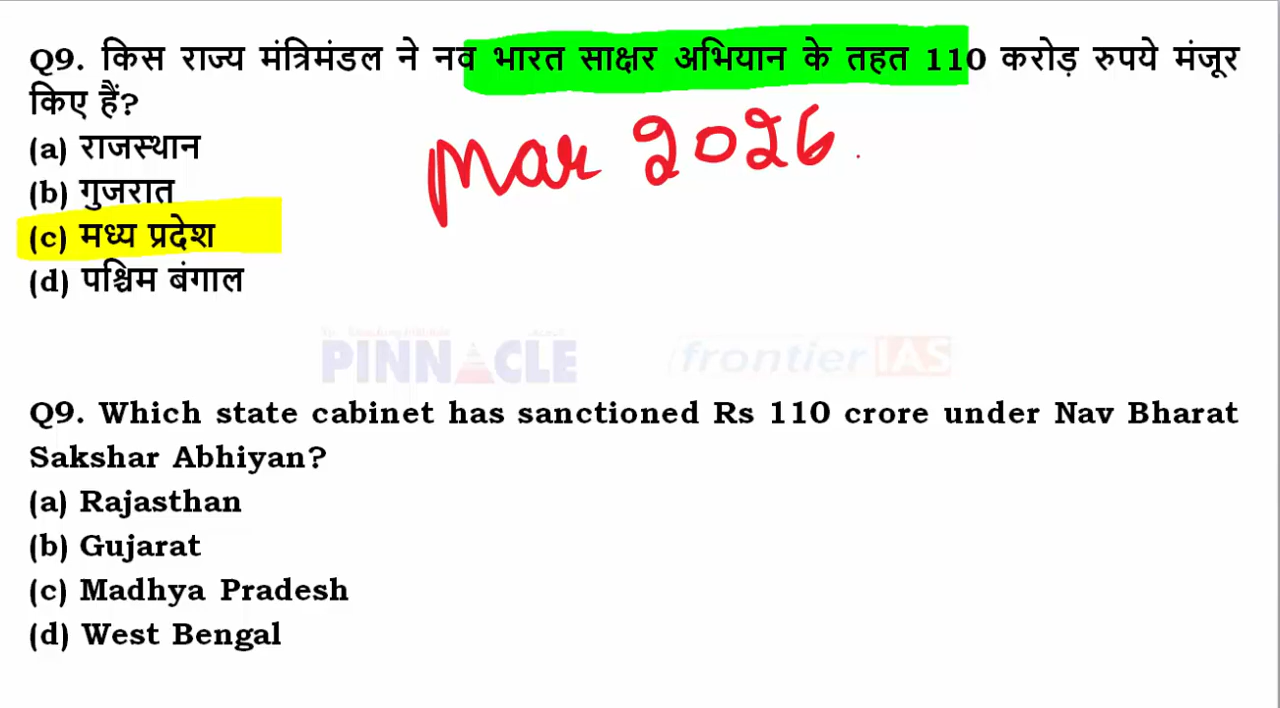 Q9. किस राज्य मंत्रिमंडल ने नव भारत साक्षर अभियान के तहत 110 करोड़ रुपये मंजूर
किए हैं?
(a) राजस्थान
Mar 2026
(b) गुजरात
(c) मध्य प्रदेश
(d) पश्चिम बंगाल
PINNACLE
frontier IAS
Q9. Which state cabinet has sanctioned Rs 110 crore under Nav Bharat
Sakshar Abhiyan?
(a) Rajasthan
(b) Gujarat
(c) Madhya Pradesh
(d) West Bengal